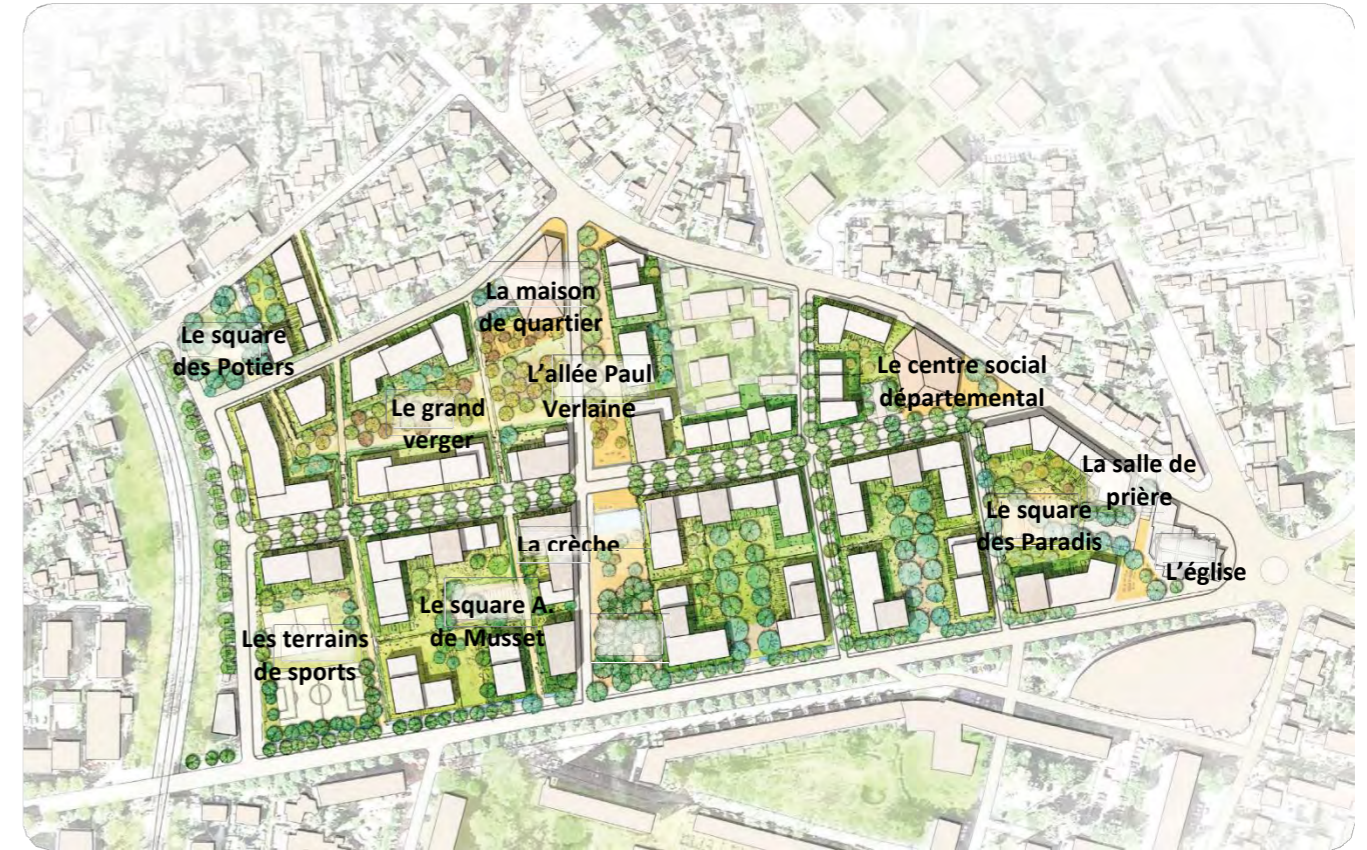 La maison
de quartier
Le square
des Potiers
L'allée Paul
Verlaine
Le centre social
départemental
Le grand
verger
La salle de
prière
Le square
des Paradis
La crèche
L'église
Le square A.
de Musset
Les terrains
de sports